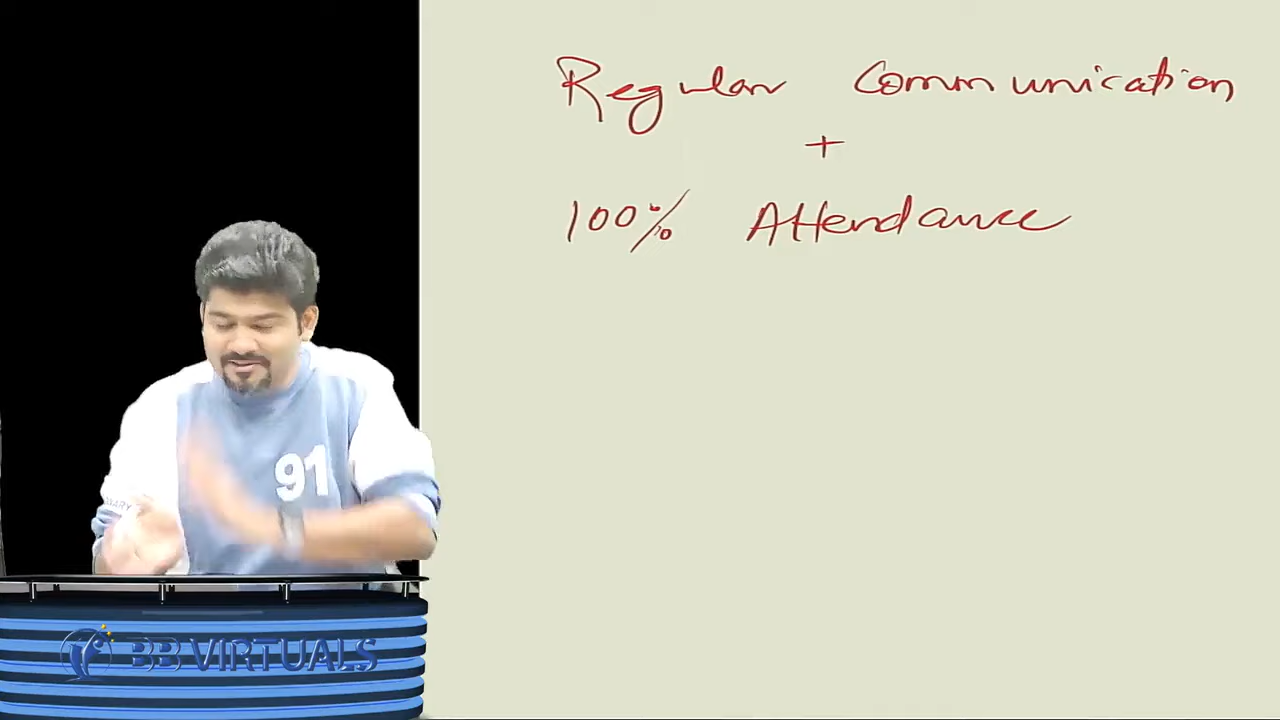 Regular Communication
+
100% Attendance
91
BB VIRTUALS